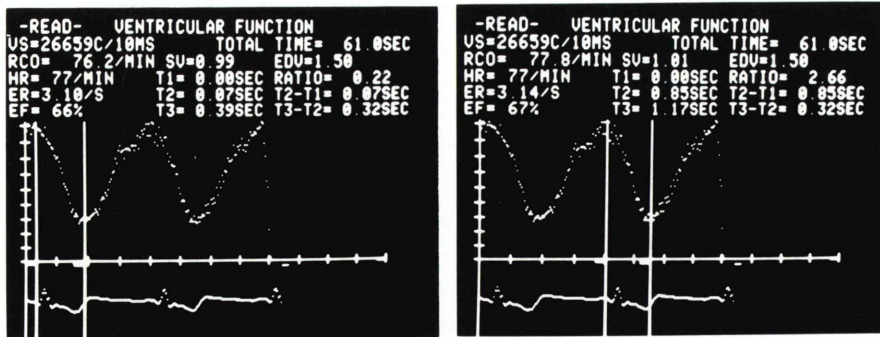 -READ- VENTRICULAR FUNCTION
VS=26659C/10MS TOTAL TIME= 61.0SEC
RCO= 76.2/MIN SV=0.99 EDV=1.50
HR= 77/MIN T1= 0.00SEC RATIO= 0.22
ER=3.10/S T2= 0.07SEC T2-T1= 0.07SEC
EF= 66% T3= 0.39SEC T3-T2= 0.32SEC
-READ- VENTRICULAR FUNCTION
VS=26659C/10MS TOTAL TIME= 61.0SEC
RCO= 77.8/MIN SV=1.01 EDV=1.50
HR= 77/MIN T1= 0.00SEC RATIO= 2.66
ER=3.14/S T2= 0.85SEC T2-T1= 0.85SEC
EF= 67% T3= 1.17SEC T3-T2= 0.32SEC